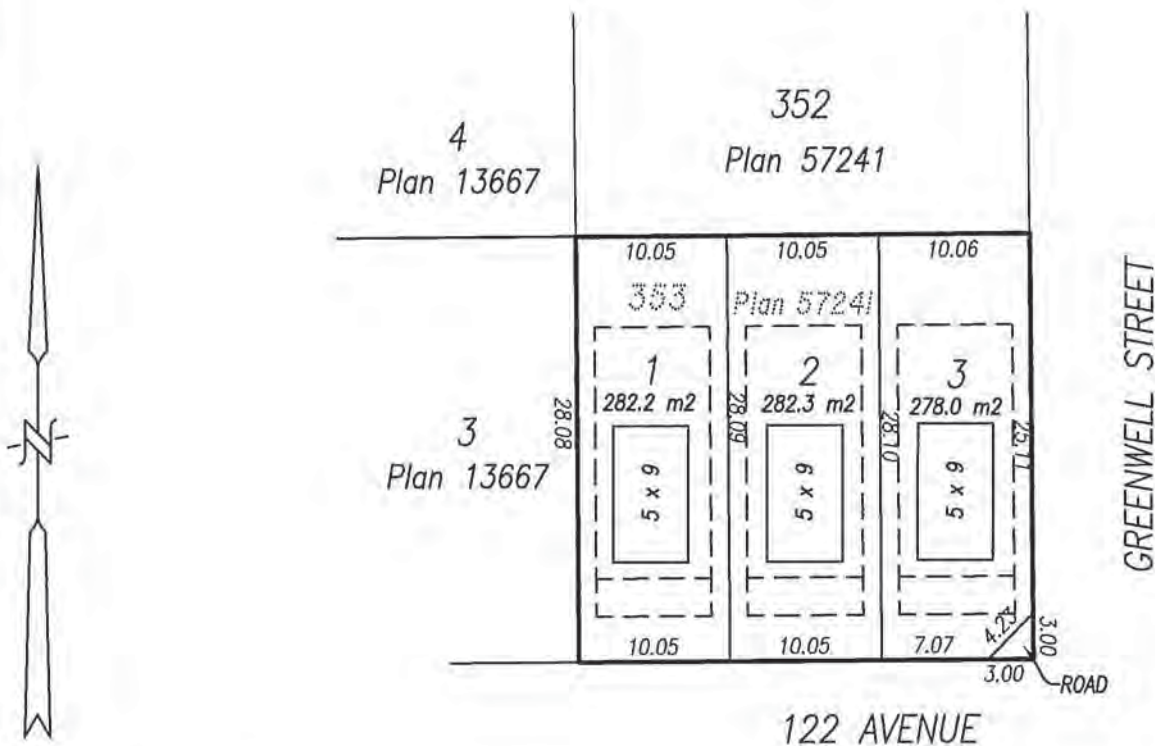 352
Plan 57241
4
Plan 13667
10.05
10.05
10.06
353
Plan 57241
1
282.2 m2
2
282.3 m2
3
278.0 m2
28.08
28.09
28.10
25.11
3
Plan 13667
5 x 9
5 x 9
5 x 9
GREENWELL STREET
N
10.05
10.05
7.07
4.23
3.00
3.00
ROAD
122 AVENUE